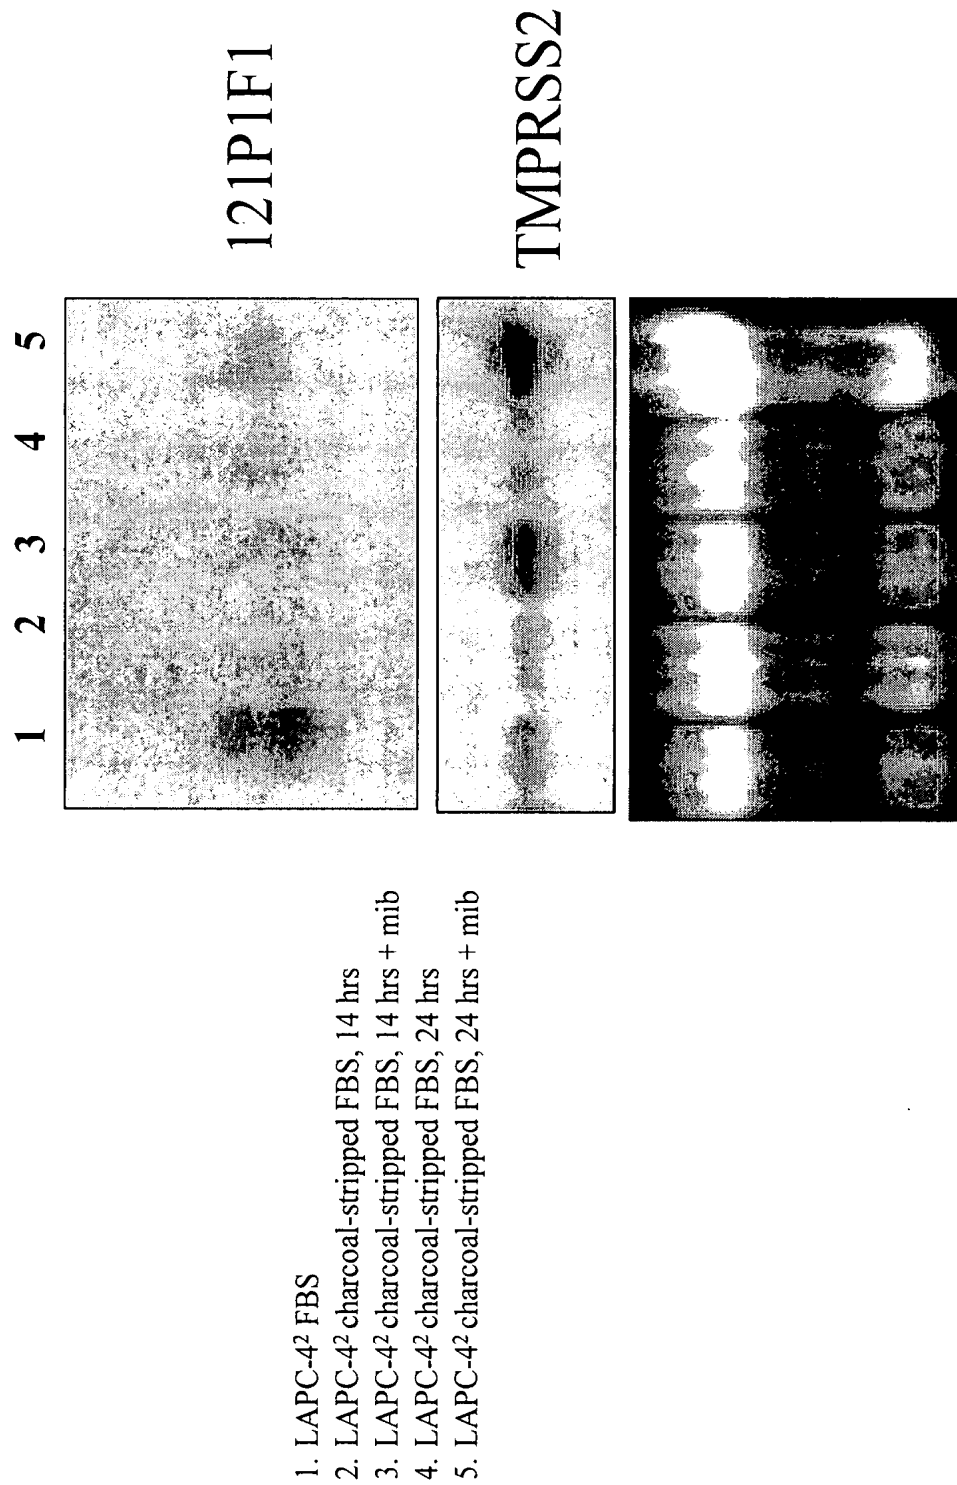 1 2 3 4 5
121P1F1
TMPRSS2
1. LAPC-4² FBS
2. LAPC-4² charcoal-stripped FBS, 14 hrs
3. LAPC-4² charcoal-stripped FBS, 14 hrs + mib
4. LAPC-4² charcoal-stripped FBS, 24 hrs
5. LAPC-4² charcoal-stripped FBS, 24 hrs + mib